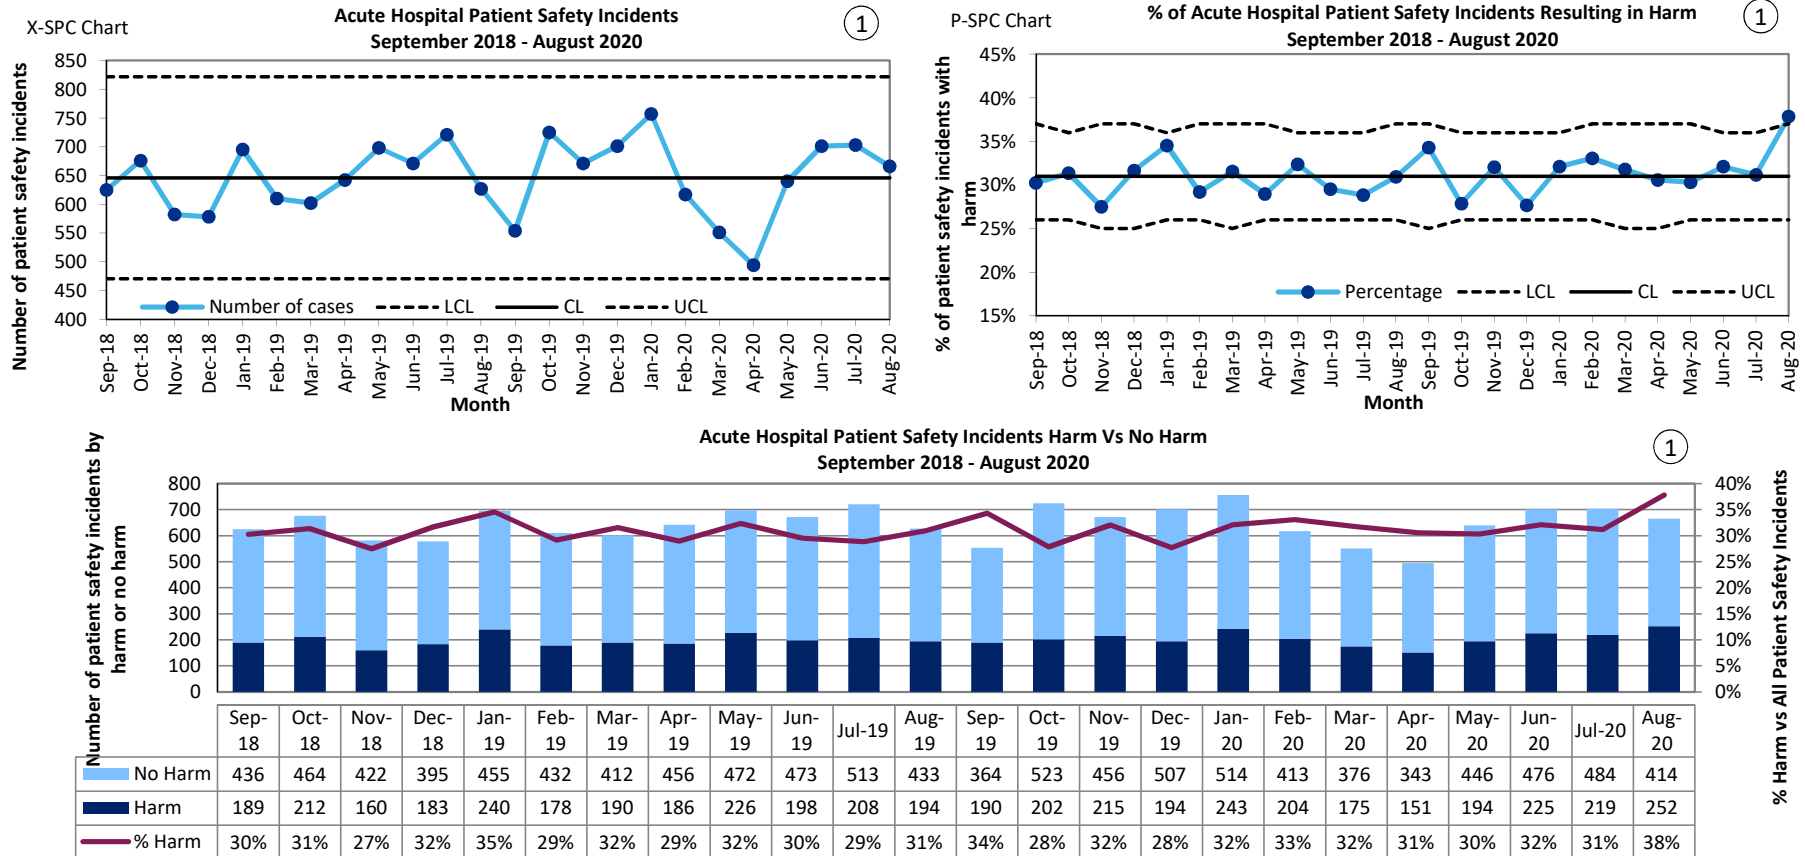 X-SPC Chart
Acute Hospital Patient Safety Incidents
September 2018 - August 2020
1
Number of patient safety incidents
850
800
750
700
650
600
550
500
450
400
Number of cases LCL CL UCL
Sep-18 Oct-18 Nov-18 Dec-18 Jan-19 Feb-19 Mar-19 Apr-19 May-19 Jun-19 Jul-19 Aug-19 Sep-19 Oct-19 Nov-19 Dec-19 Jan-20 Feb-20 Mar-20 Apr-20 May-20 Jun-20 Jul-20 Aug-20
Month
P-SPC Chart
% of Acute Hospital Patient Safety Incidents Resulting in Harm
September 2018 - August 2020
1
% of patient safety incidents with
harm
45%
40%
35%
30%
25%
20%
15%
Percentage LCL CL UCL
Sep-18 Oct-18 Nov-18 Dec-18 Jan-19 Feb-19 Mar-19 Apr-19 May-19 Jun-19 Jul-19 Aug-19 Sep-19 Oct-19 Nov-19 Dec-19 Jan-20 Feb-20 Mar-20 Apr-20 May-20 Jun-20 Jul-20 Aug-20
Month
Acute Hospital Patient Safety Incidents Harm Vs No Harm
September 2018 - August 2020
1
Number of patient safety incidents by
harm or no harm
800
700
600
500
400
300
200
100
0
40%
35%
30%
25%
20%
15%
10%
5%
0%
% Harm vs All Patient Safety Incidents
Sep- Oct- Nov- Dec- Jan- Feb- Mar- Apr- May- Jun- Jul-19 Aug- Sep- Oct- Nov- Dec- Jan- Feb- Mar- Apr- May- Jun- Jul-20 Aug-
18 18 18 18 19 19 19 19 19 19 19 19 19 19 19 20 20 20 20 20 20 20
No Harm 436 464 422 395 455 432 412 456 472 473 513 433 364 523 456 507 514 413 376 343 446 476 484 414
Harm 189 212 160 183 240 178 190 186 226 198 208 194 190 202 215 194 243 204 175 151 194 225 219 252
% Harm 30% 31% 27% 32% 35% 29% 32% 29% 32% 30% 29% 31% 34% 28% 32% 28% 32% 33% 32% 31% 30% 32% 31% 38%